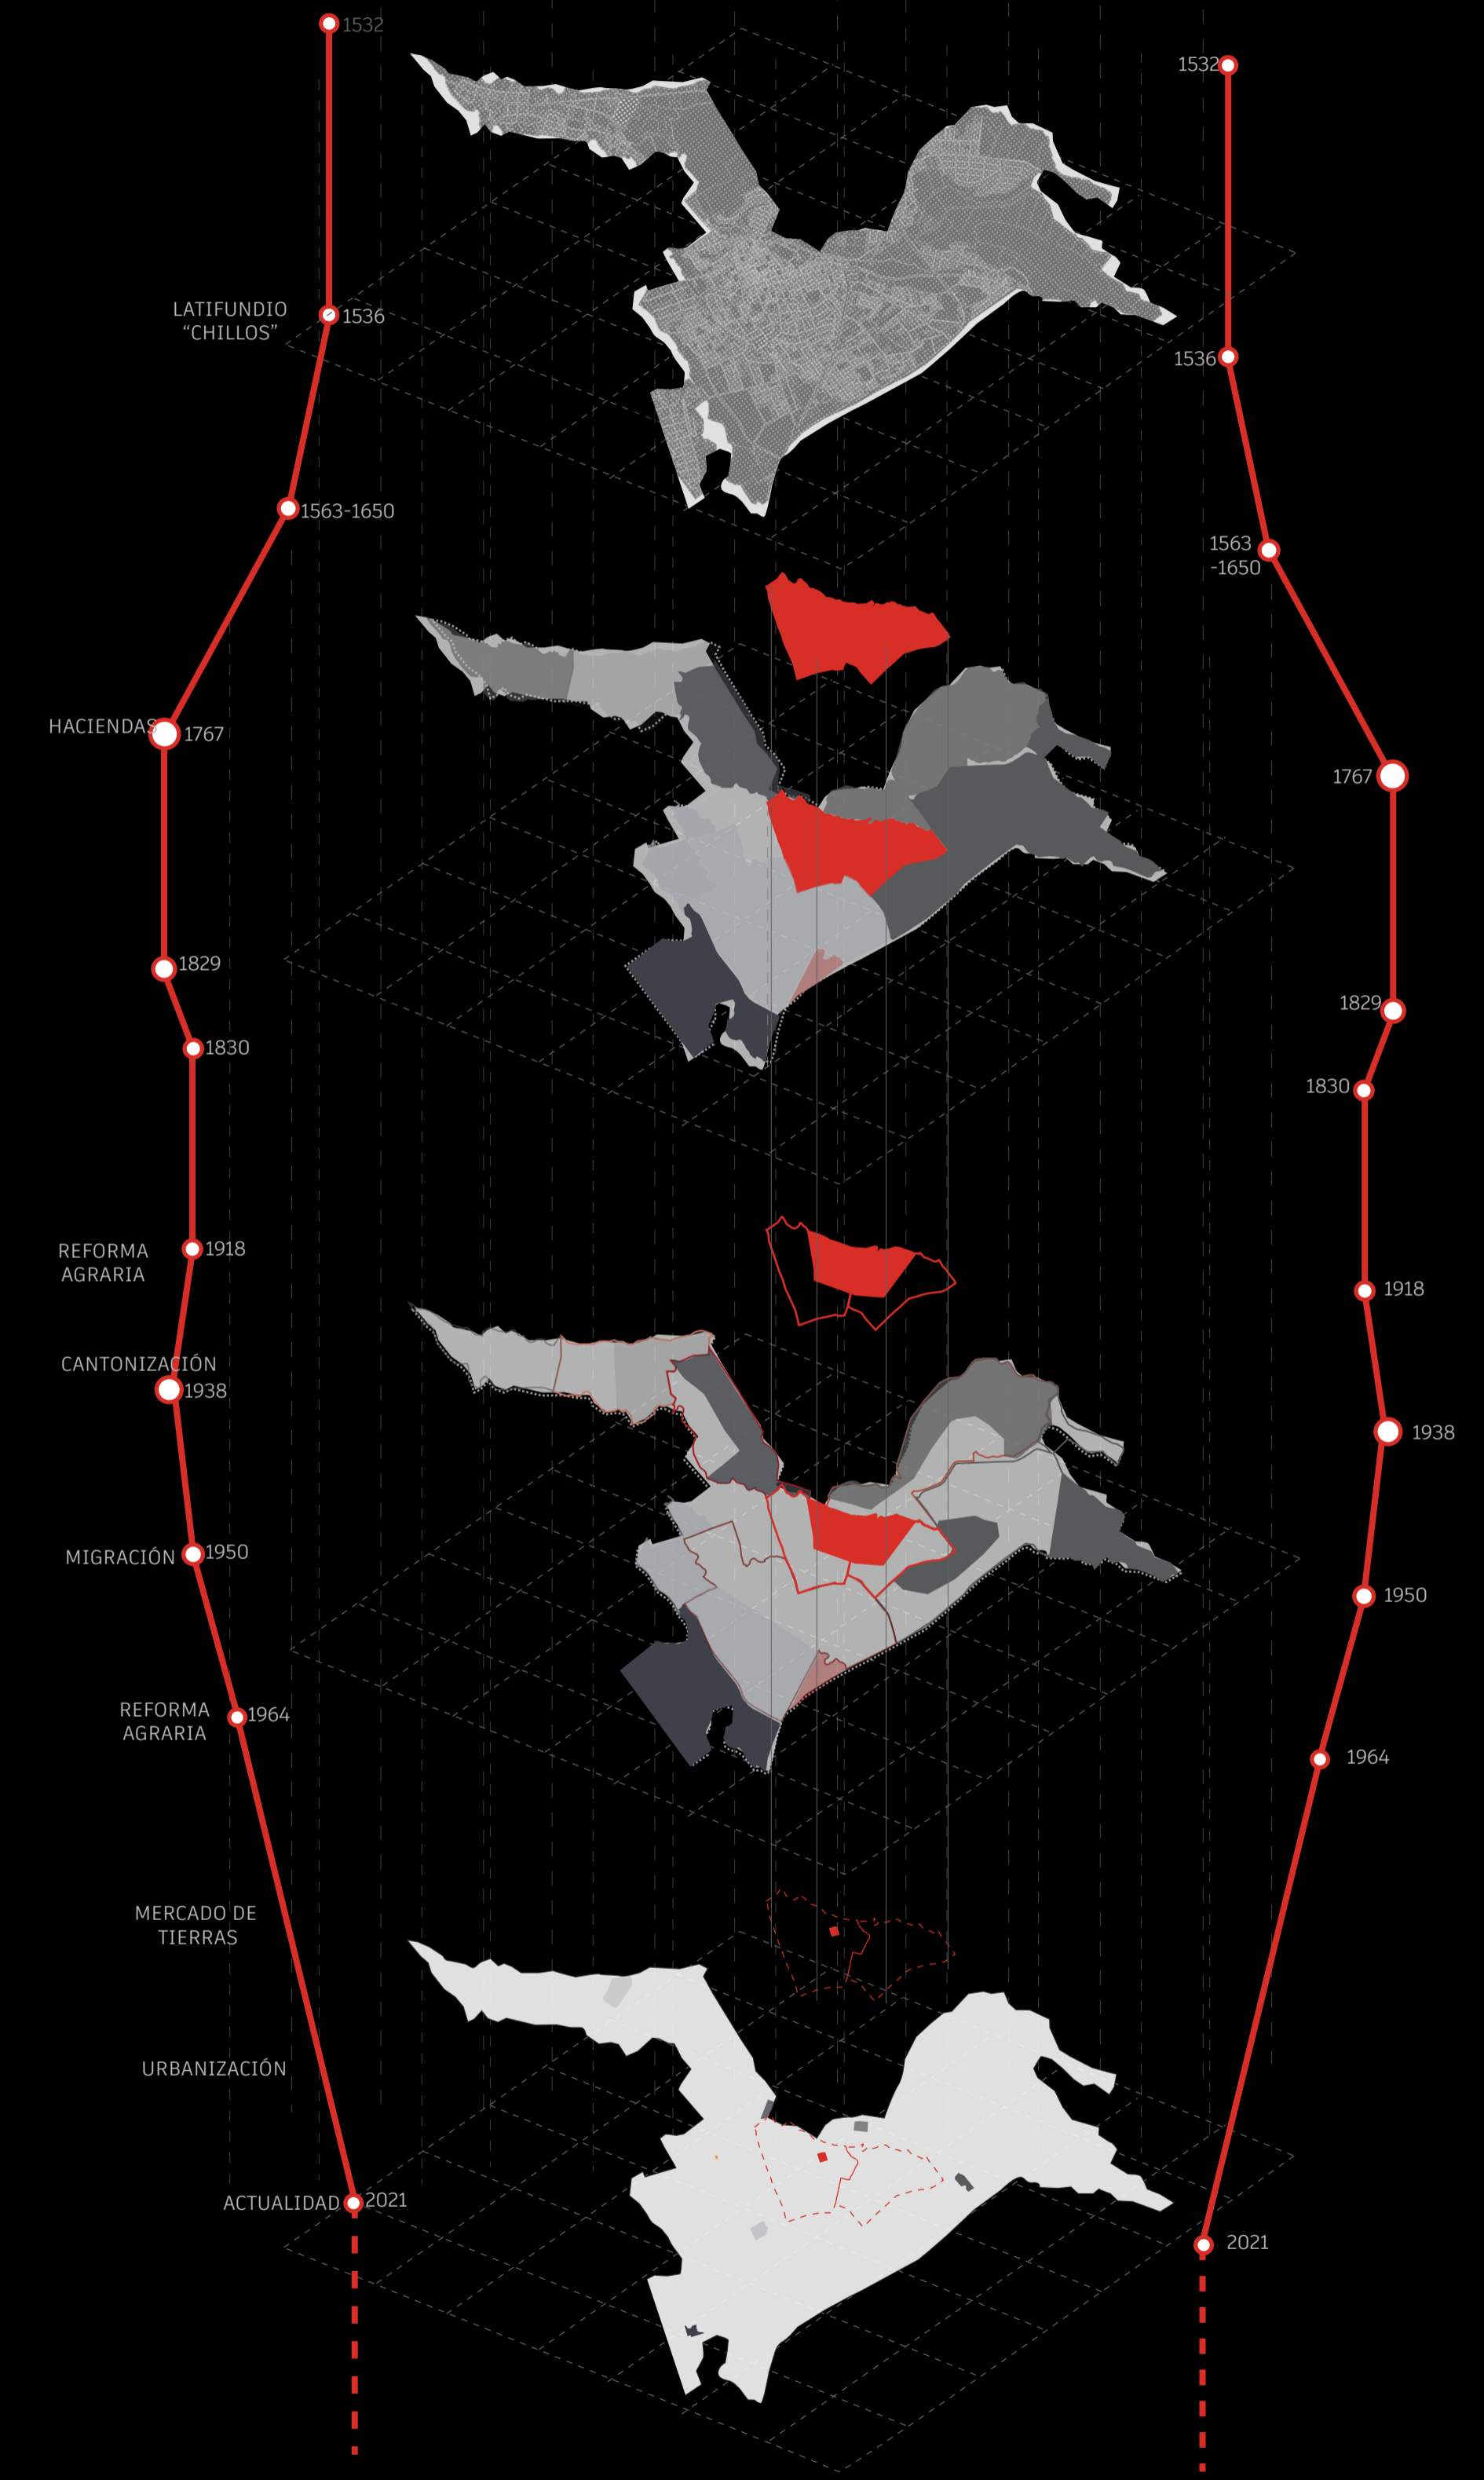 1532
1532
LATIFUNDIO
“CHILLOS”
1536
1536
1563-1650
1563
-1650
HACIENDAS
1767
1767
1829
1829
1830
1830
REFORMA
AGRARIA
1918
1918
CANTONIZACIÓN
1938
1938
MIGRACIÓN
1950
1950
REFORMA
AGRARIA
1964
1964
MERCADO DE
TIERRAS
URBANIZACIÓN
ACTUALIDAD
2021
2021